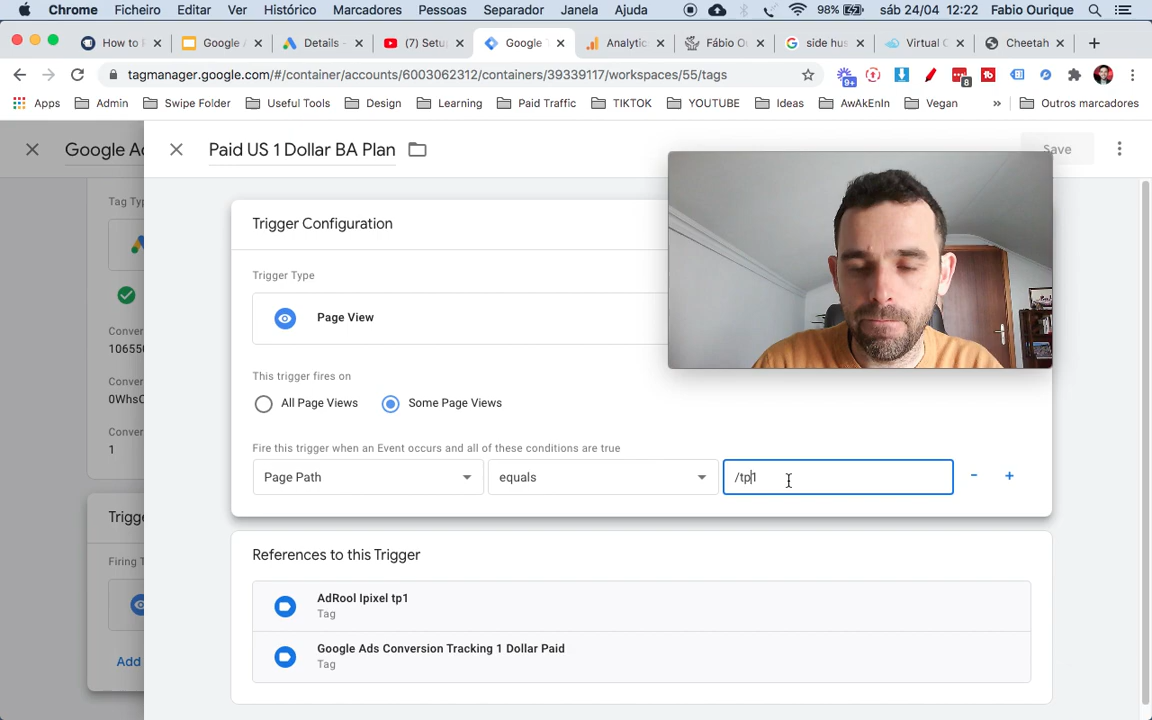 Chrome Ficheiro Editar Ver Histórico Marcadores Pessoas Separador Janela Ajuda 98% sáb 24/04 12:22 Fabio Ourique
How to Google Details - (7) Setu Google Analytic Fábio O side hus Virtual C Cheetah
tagmanager.google.com/#/container/accounts/6003062312/containers/39339117/workspaces/55/tags 9+ 8
Apps Admin Swipe Folder Useful Tools Design Learning Paid Traffic TIKTOK YOUTUBE Ideas AwAkEnIn Vegan » Outros marcadores
Google Ad
Paid US 1 Dollar BA Plan
Save
Tag Typ
Conver
10655
Conver
0WhsC
Conver
1
Trigge
Firing T
Add
Trigger Configuration
Trigger Type
Page View
This trigger fires on
All Page Views Some Page Views
Fire this trigger when an Event occurs and all of these conditions are true
Page Path equals /tp1 - +
References to this Trigger
AdRool Ipixel tp1
Tag
Google Ads Conversion Tracking 1 Dollar Paid
Tag